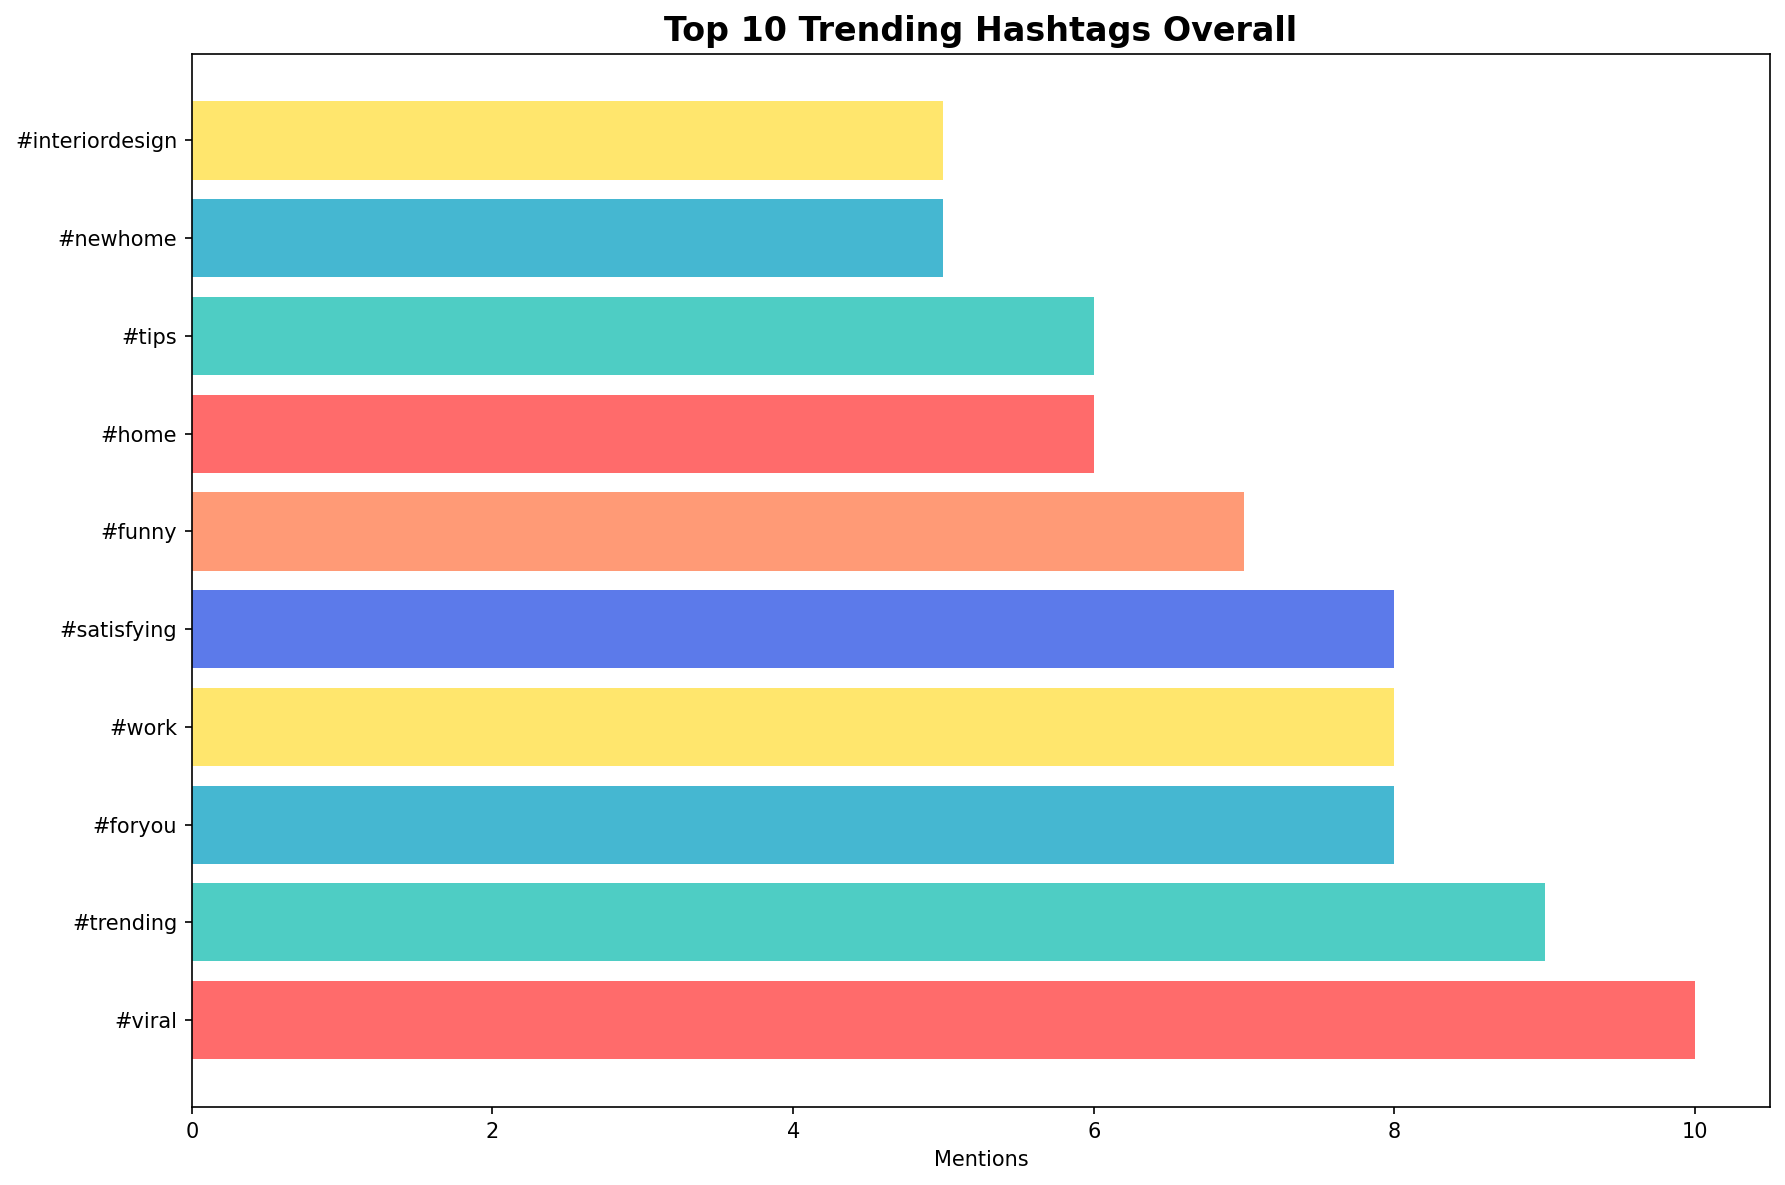 Top 10 Trending Hashtags Overall
#interiordesign
#newhome
#tips
#home
#funny
#satisfying
#work
#foryou
#trending
#viral
0 2 4 6 8 10
Mentions